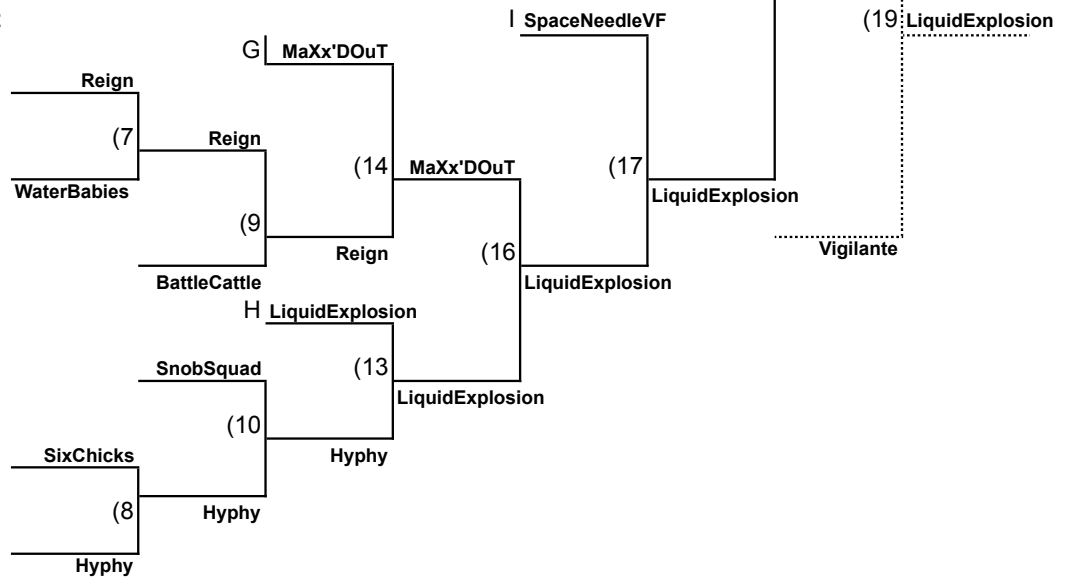 I SpaceNeedleVF
(19 LiquidExplosion
G MaXx'DOuT
Reign
(7
Reign
(14
MaXx'DOuT
(17
WaterBabies
LiquidExplosion
(9
Reign
(16
Vigilante
BattleCattle
LiquidExplosion
H LiquidExplosion
SnobSquad
(13
LiquidExplosion
(10
SixChicks
Hyphy
(8
Hyphy
Hyphy